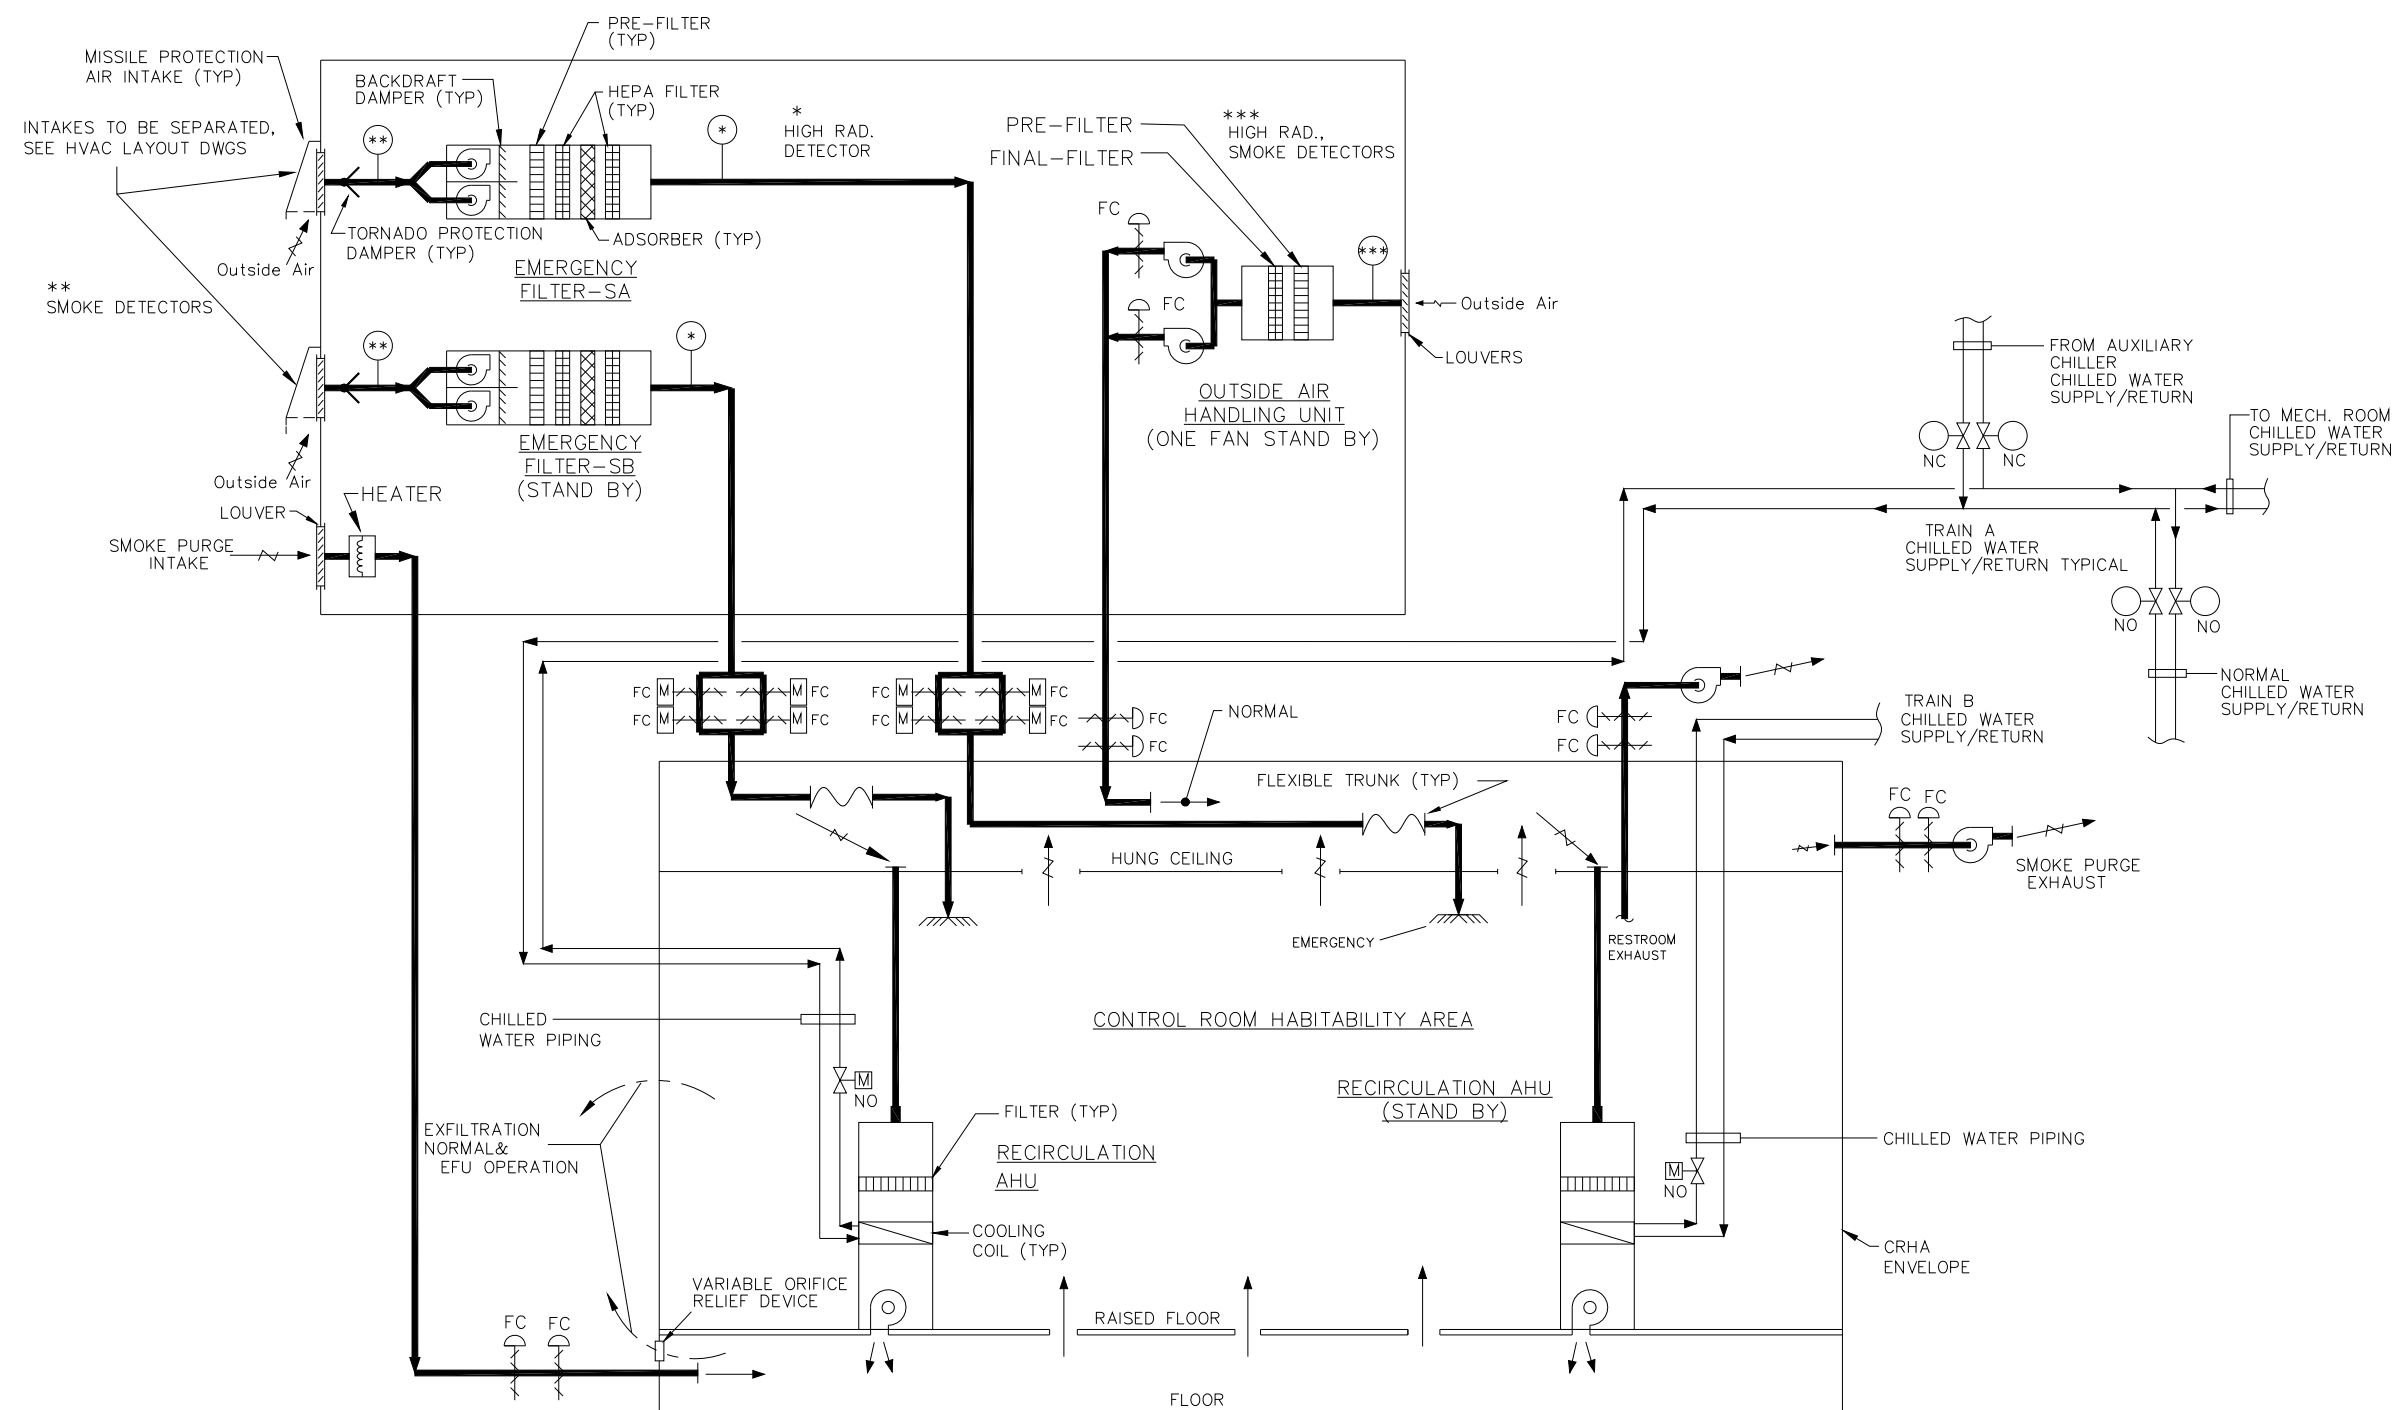 PRE-FILTER
(TYP)
MISSILE PROTECTION
AIR INTAKE (TYP)
BACKDRAFT
DAMPER (TYP)
HEPA FILTER
(TYP)
INTAKES TO BE SEPARATED,
SEE HVAC LAYOUT DWGS
**
*
*
HIGH RAD.
DETECTOR
PRE-FILTER
FINAL-FILTER
***
HIGH RAD.,
SMOKE DETECTORS
TORNADO PROTECTION
DAMPER (TYP)
ADSORBER (TYP)
Outside Air
EMERGENCY
FILTER-SA
**
SMOKE DETECTORS
**
*
FC
FC
***
Outside Air
LOUVERS
OUTSIDE AIR
HANDLING UNIT
(ONE FAN STAND BY)
EMERGENCY
FILTER-SB
(STAND BY)
Outside Air
HEATER
LOUVER
SMOKE PURGE
INTAKE
FROM AUXILIARY
CHILLER
CHILLED WATER
SUPPLY/RETURN
NC
NC
TO MECH. ROOM
CHILLED WATER
SUPPLY/RETURN
TRAIN A
CHILLED WATER
SUPPLY/RETURN TYPICAL
NO
NO
NORMAL
CHILLED WATER
SUPPLY/RETURN
TRAIN B
CHILLED WATER
SUPPLY/RETURN
FC M M FC
FC M M FC
FC M M FC
FC M M FC
FC
FC
NORMAL
FC
FC
FLEXIBLE TRUNK (TYP)
FC FC
SMOKE PURGE
EXHAUST
HUNG CEILING
EMERGENCY
RESTROOM
EXHAUST
CHILLED
WATER PIPING
CONTROL ROOM HABITABILITY AREA
M
NO
RECIRCULATION AHU
(STAND BY)
FILTER (TYP)
RECIRCULATION
AHU
EXFILTRATION
NORMAL&
EFU OPERATION
CHILLED WATER PIPING
M
NO
COOLING
COIL (TYP)
CRHA
ENVELOPE
VARIABLE ORIFICE
RELIEF DEVICE
RAISED FLOOR
FC FC
FLOOR